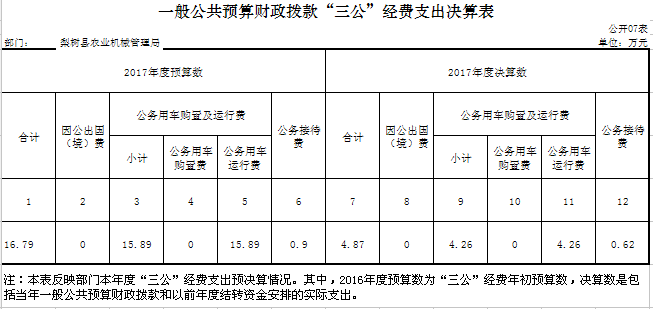 一般公共预算财政拨款“三公”经费支出决算表
公开07表
部门： 梨树县农业机械管理局 单位：万元
2017年度预算数 2017年度决算数
合计 因公出国（境）费 公务用车购置及运行费 公务接待费 合计 因公出国（境）费 公务用车购置及运行费 公务接待费
小计 公务用车购置费 公务用车运行费 小计 公务用车购置费 公务用车运行费
1 2 3 4 5 6 7 8 9 10 11 12
16.79 0 15.89 0 15.89 0.9 4.87 0 4.26 0 4.26 0.62
注：本表反映部门本年度“三公”经费支出预决算情况。其中，2016年度预算数为“三公”经费年初预算数，决算数是包
括当年一般公共预算财政拨款和以前年度结转资金安排的实际支出。